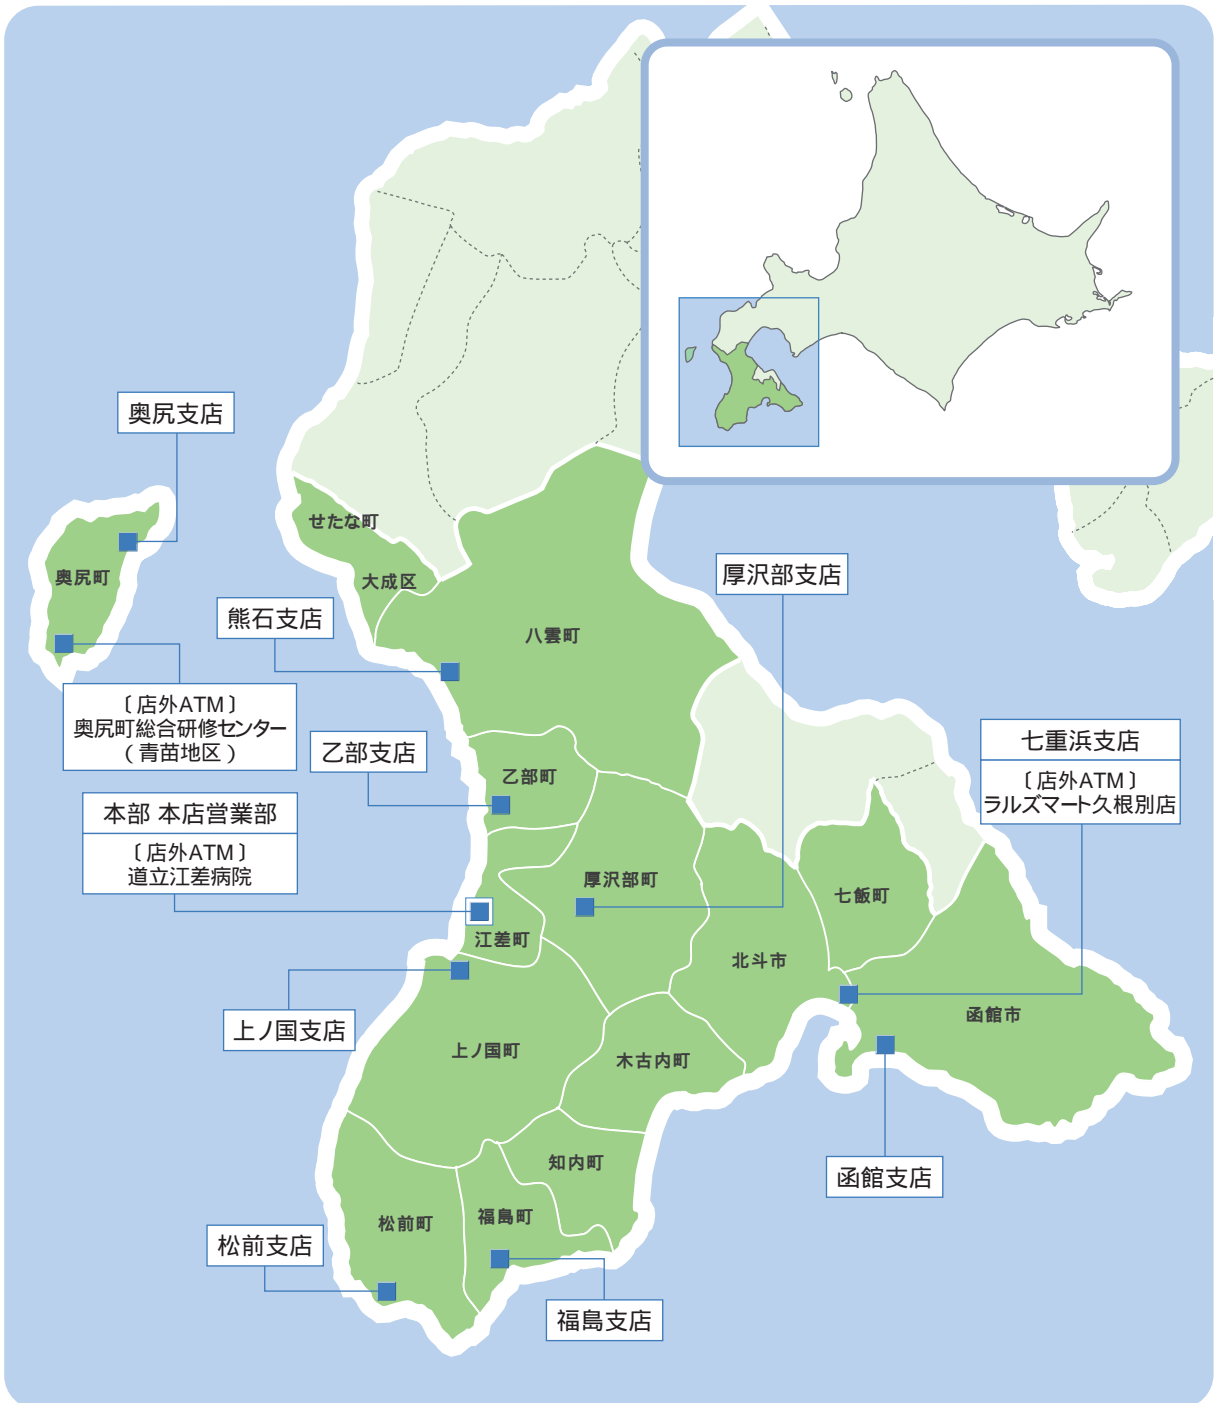 奥尻支店
せたな町
奥尻町
大成区
厚沢部支店
熊石支店
八雲町
〔店外ATM〕
奥尻町総合研修センター
(青苗地区)
乙部支店
乙部町
七重浜支店
〔店外ATM〕
ラルズマート久根別店
本部 本店営業部
〔店外ATM〕
道立江差病院
厚沢部町
七飯町
江差町
北斗市
函館市
上ノ国支店
上ノ国町
木古内町
知内町
函館支店
松前町
福島町
松前支店
福島支店